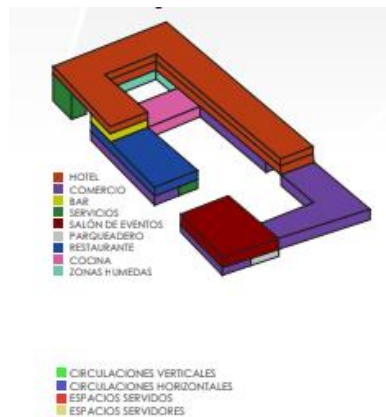 HOTEL
COMERCIO
BAR
SERVICIOS
SALÓN DE EVENTOS
PARQUEADERO
RESTAURANTE
COCINA
ZONAS HUMEDAS
CIRCULACIONES VERTICALES
CIRCULACIONES HORIZONTALES
ESPACIOS SERVIDOS
ESPACIOS SERVIDORES